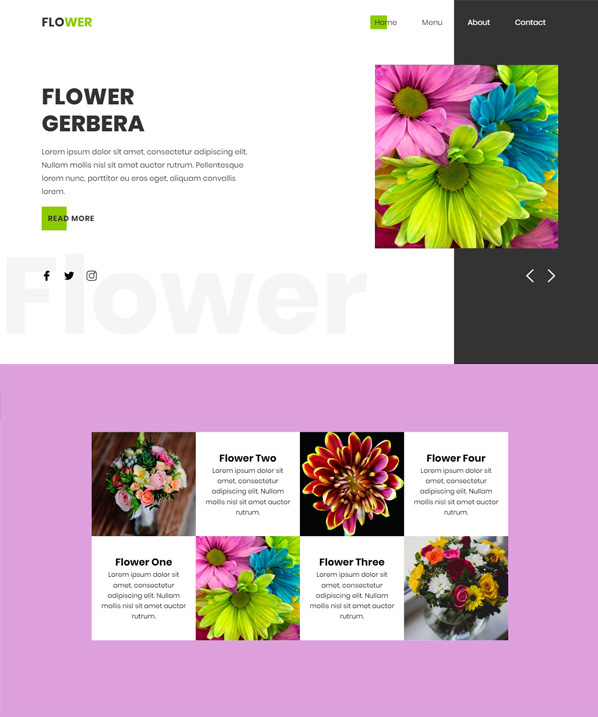 FLOWER
Home Menu About Contact
FLOWER
GERBERA
Lorem ipsum dolor sit amet, consectetur adipiscing elit.
Nullam mollis nisl sit amet auctor rutrum. Pellentesque
lorem nunc, porttitor eu eros eget, aliquam convallis
lorem.
READ MORE
Flower
Flower Two
Lorem ipsum dolor sit
amet, consectetur
adipiscing elit. Nullam
mollis nisl sit amet auctor
rutrum.
Flower Four
Lorem ipsum dolor sit
amet, consectetur
adipiscing elit. Nullam
mollis nisl sit amet auctor
rutrum.
Flower One
Lorem ipsum dolor sit
amet, consectetur
adipiscing elit. Nullam
mollis nisl sit amet auctor
rutrum.
Flower Three
Lorem ipsum dolor sit
amet, consectetur
adipiscing elit. Nullam
mollis nisl sit amet auctor
rutrum.